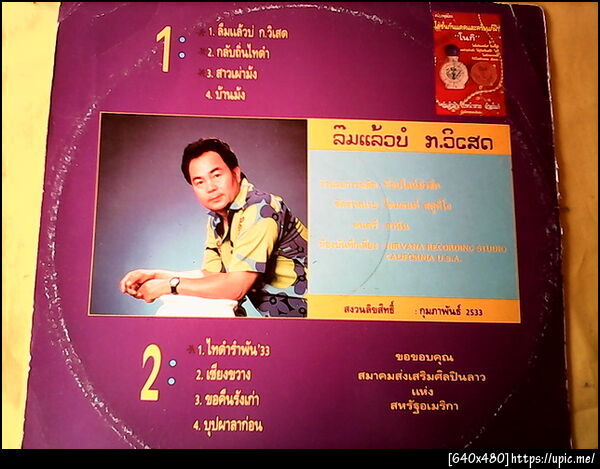 1:
* 1. ลืมแล้วบ่ ก.วิเสด
* 2. กลับถิ่นไทดำ
* 3. สาวเผ่าม้ง
4. บ้านม้ง
"โนเกิ"
ลืมแล้วบ่ ก.วิเสด
ดนตรี
NIRVANA RECORDING STUDIO
CALIFORNIA U.S.A.
สงวนลิขสิทธิ์ : กุมภาพันธ์ 2533
2:
* 1. ไทดำรำพัน'33
2. เชียงขวาง
3. ขอคืนรังเก่า
4. บุปผาลาก่อน
ขอขอบคุณ
สมาคมส่งเสริมศิลปินลาว
แห่ง
สหรัฐอเมริกา
[640x480]https://upic.me/